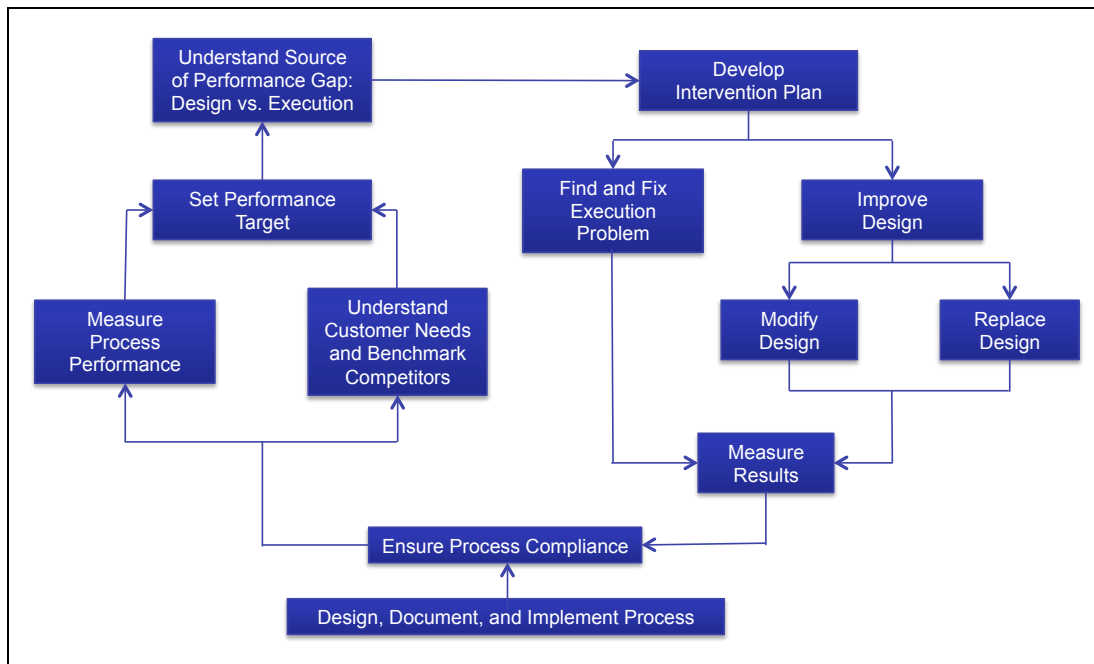 Understand Source
of Performance Gap:
Design vs. Execution
Develop
Intervention Plan
Set Performance
Target
Find and Fix
Execution
Problem
Improve
Design
Measure
Process
Performance
Understand
Customer Needs
and Benchmark
Competitors
Modify
Design
Replace
Design
Measure
Results
Ensure Process Compliance
Design, Document, and Implement Process